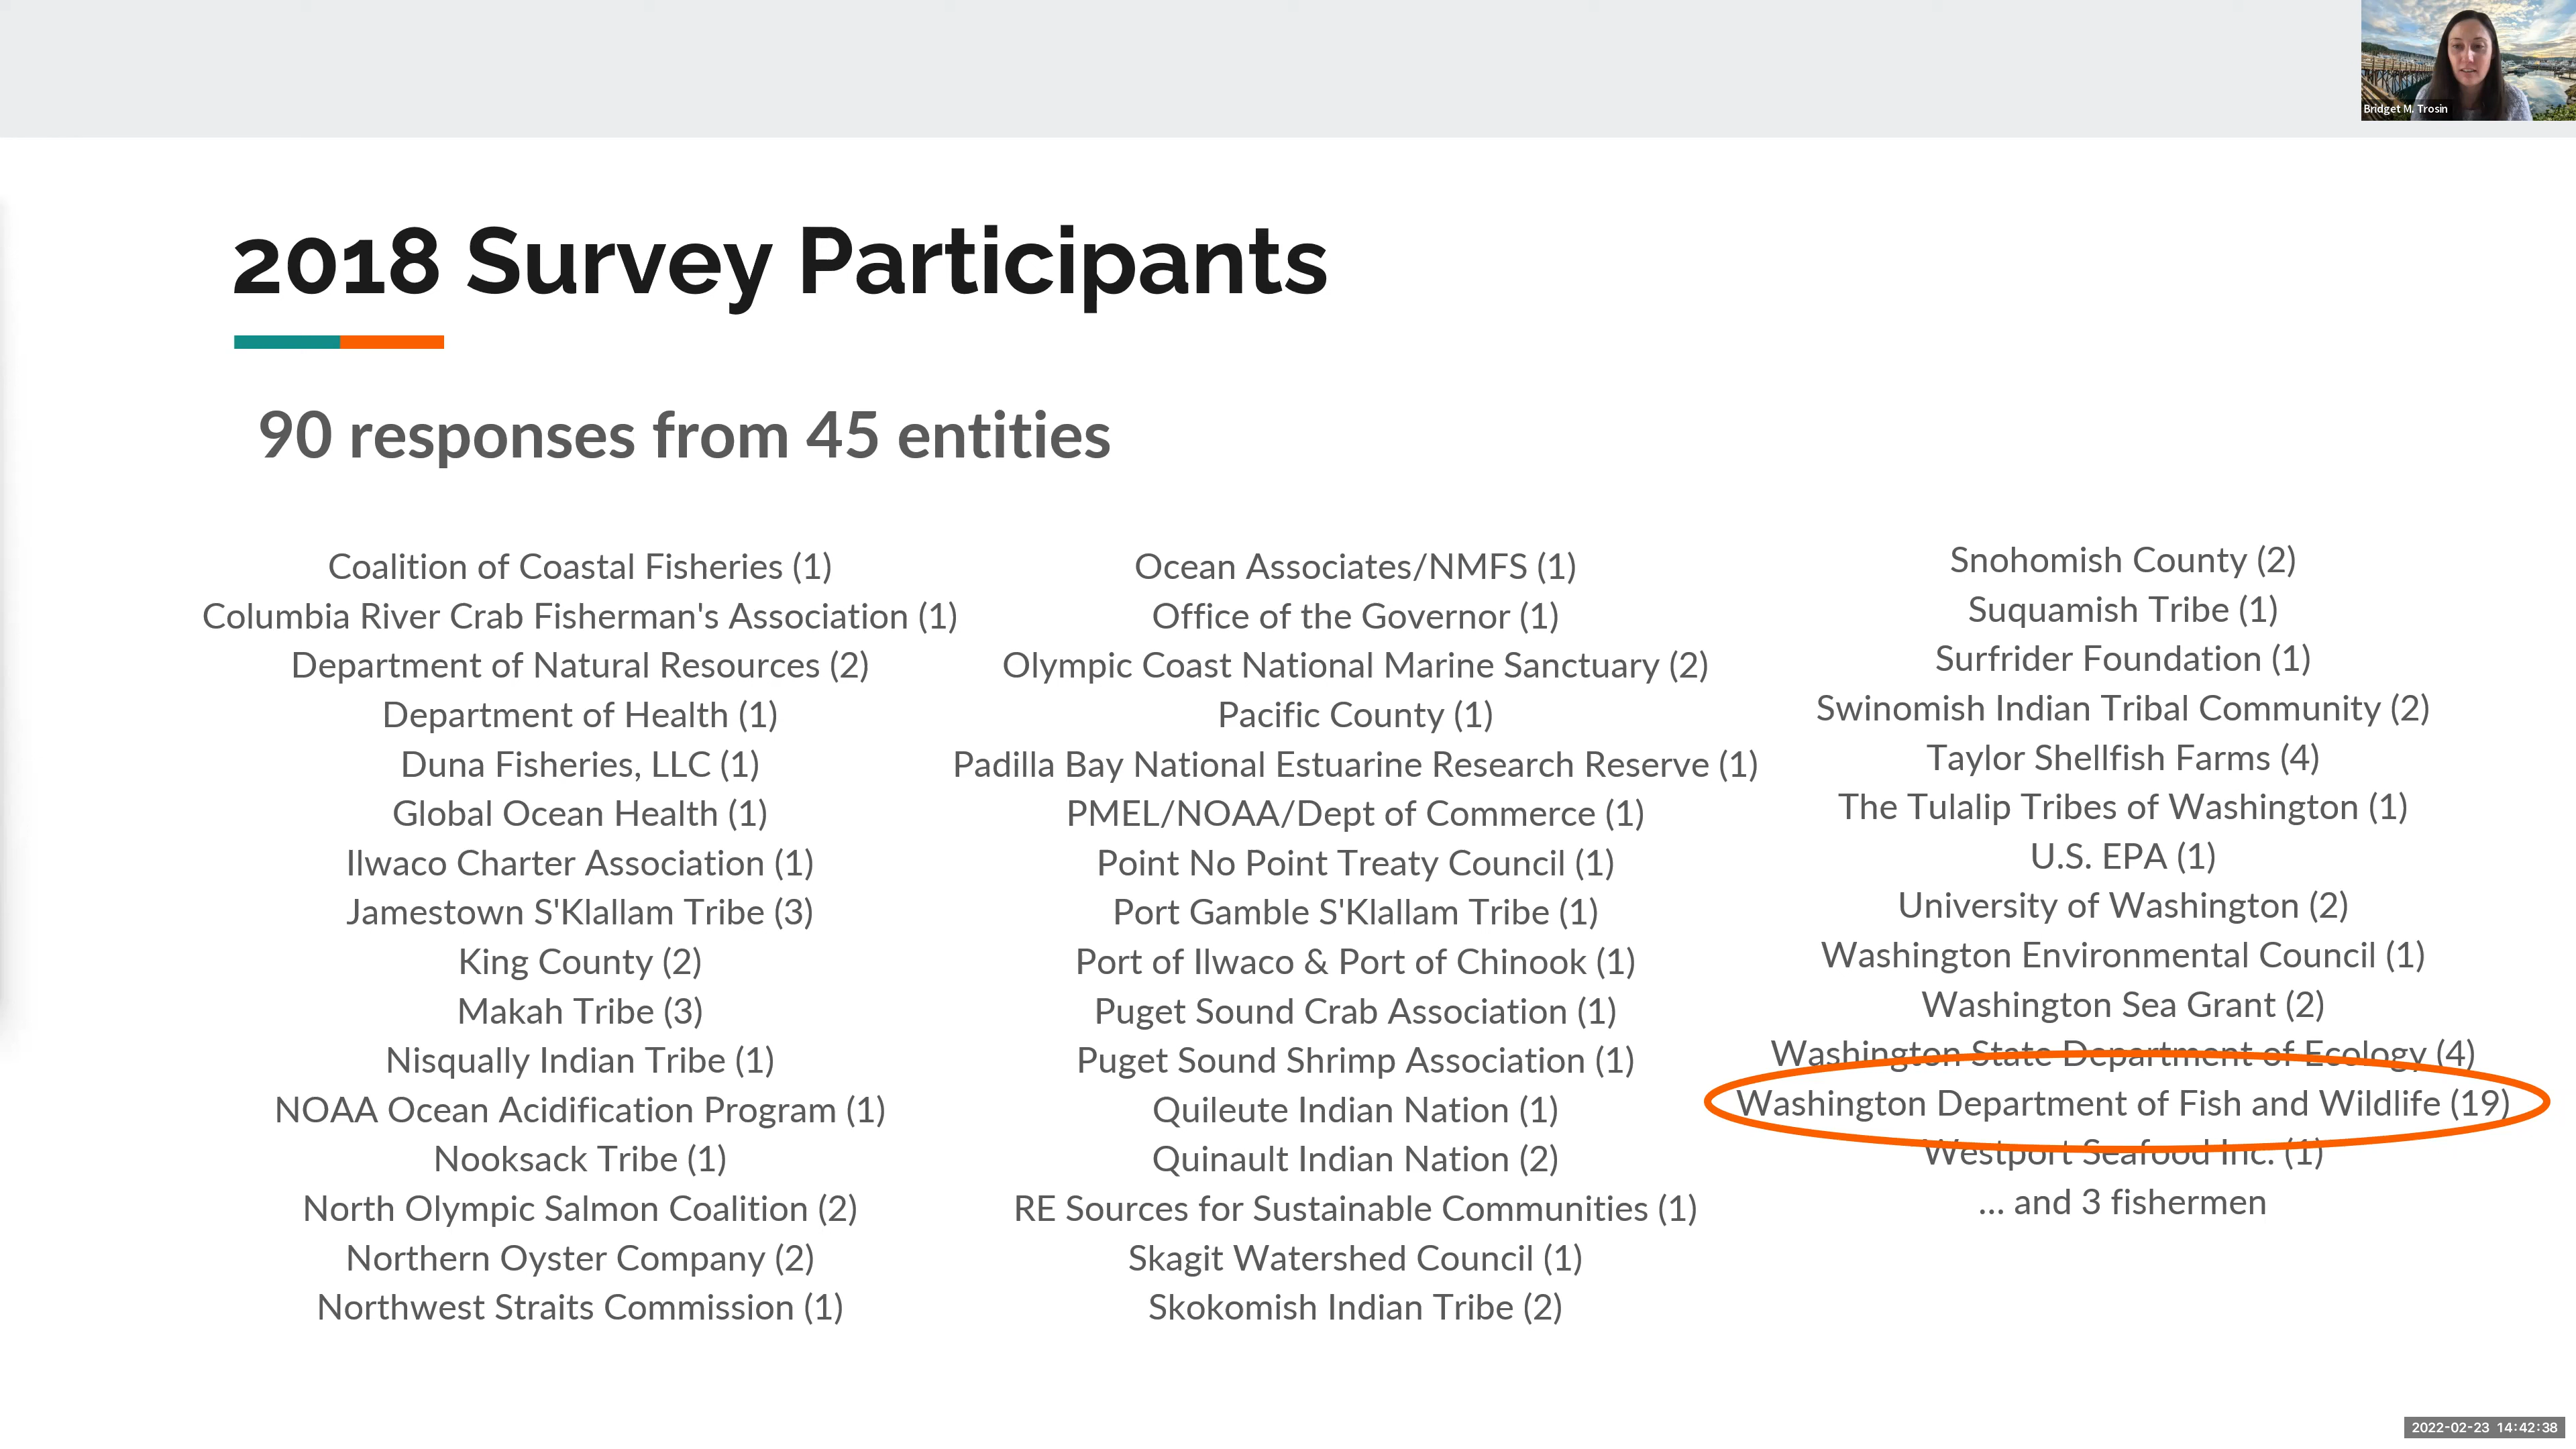 Bridget M. Trosin
2018 Survey Participants
90 responses from 45 entities
Coalition of Coastal Fisheries (1)
Columbia River Crab Fisherman's Association (1)
Department of Natural Resources (2)
Department of Health (1)
Duna Fisheries, LLC (1)
Global Ocean Health (1)
Ilwaco Charter Association (1)
Jamestown S'Klallam Tribe (3)
King County (2)
Makah Tribe (3)
Nisqually Indian Tribe (1)
NOAA Ocean Acidification Program (1)
Nooksack Tribe (1)
North Olympic Salmon Coalition (2)
Northern Oyster Company (2)
Northwest Straits Commission (1)
Ocean Associates/NMFS (1)
Office of the Governor (1)
Olympic Coast National Marine Sanctuary (2)
Pacific County (1)
Padilla Bay National Estuarine Research Reserve (1)
PMEL/NOAA/Dept of Commerce (1)
Point No Point Treaty Council (1)
Port Gamble S'Klallam Tribe (1)
Port of Ilwaco & Port of Chinook (1)
Puget Sound Crab Association (1)
Puget Sound Shrimp Association (1)
Quileute Indian Nation (1)
Quinault Indian Nation (2)
RE Sources for Sustainable Communities (1)
Skagit Watershed Council (1)
Skokomish Indian Tribe (2)
Snohomish County (2)
Suquamish Tribe (1)
Surfrider Foundation (1)
Swinomish Indian Tribal Community (2)
Taylor Shellfish Farms (4)
The Tulalip Tribes of Washington (1)
U.S. EPA (1)
University of Washington (2)
Washington Environmental Council (1)
Washington Sea Grant (2)
Washington State Department of Ecology (4)
Washington Department of Fish and Wildlife (19)
Westport Seafood Inc. (1)
... and 3 fishermen
2022-02-23 14:42:38